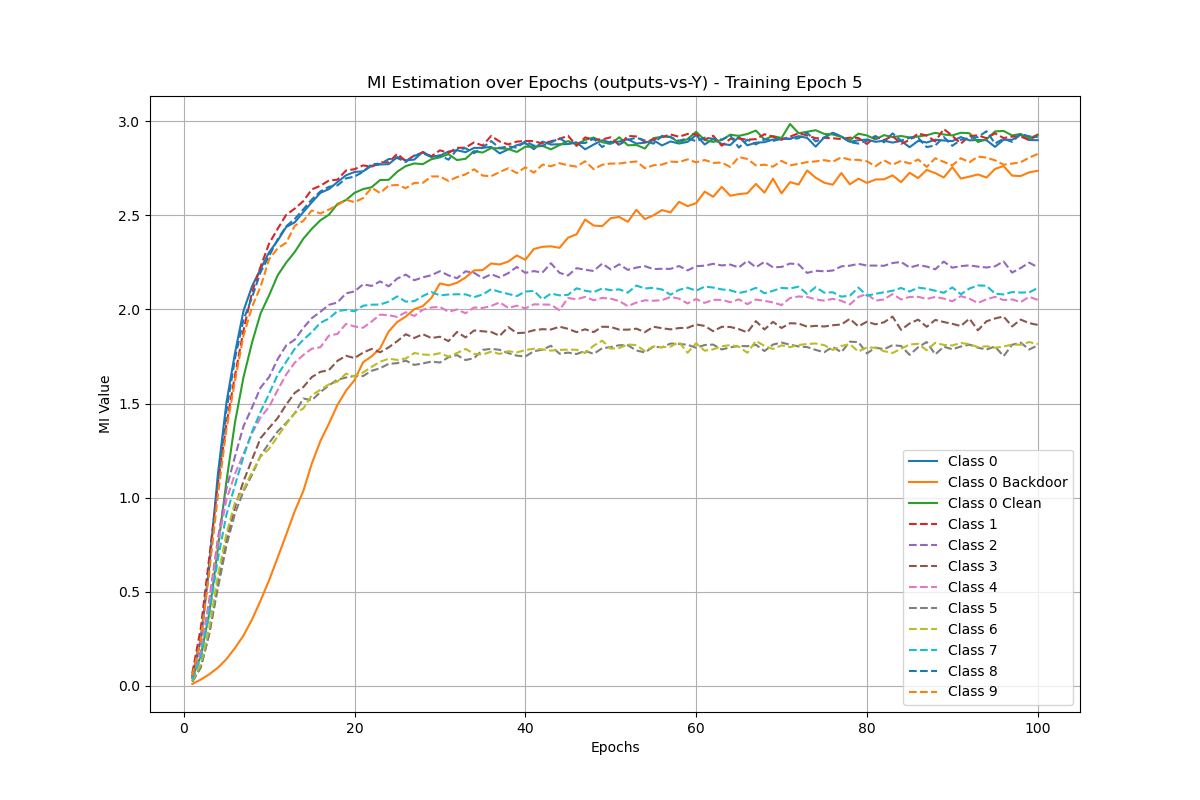 MI Estimation over Epochs (outputs-vs-Y) - Training Epoch 5
3.0
2.5
2.0
1.5
1.0
0.5
0.0
MI Value
0 20 40 60 80 100
Epochs
Class 0
Class 0 Backdoor
Class 0 Clean
Class 1
Class 2
Class 3
Class 4
Class 5
Class 6
Class 7
Class 8
Class 9